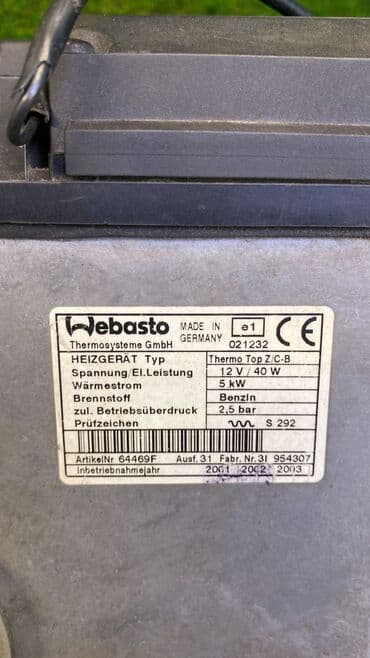 Webasto MADE IN GERMANY e1 CE
Thermosysteme GmbH 021232
HEIZGERÄT Typ Thermo Top Z/C-B
Spannung/El.Leistung 12 V / 40 W
Wärmestrom 5 kW
Brennstoff Benzin
zul. Betriebsüberdruck 2,5 bar
Prüfzeichen S 292
ArtikelNr 64469F Ausf. 31 Fabr. Nr. 3I 954307
Inbetriebnahmejahr 2001 2002 2003